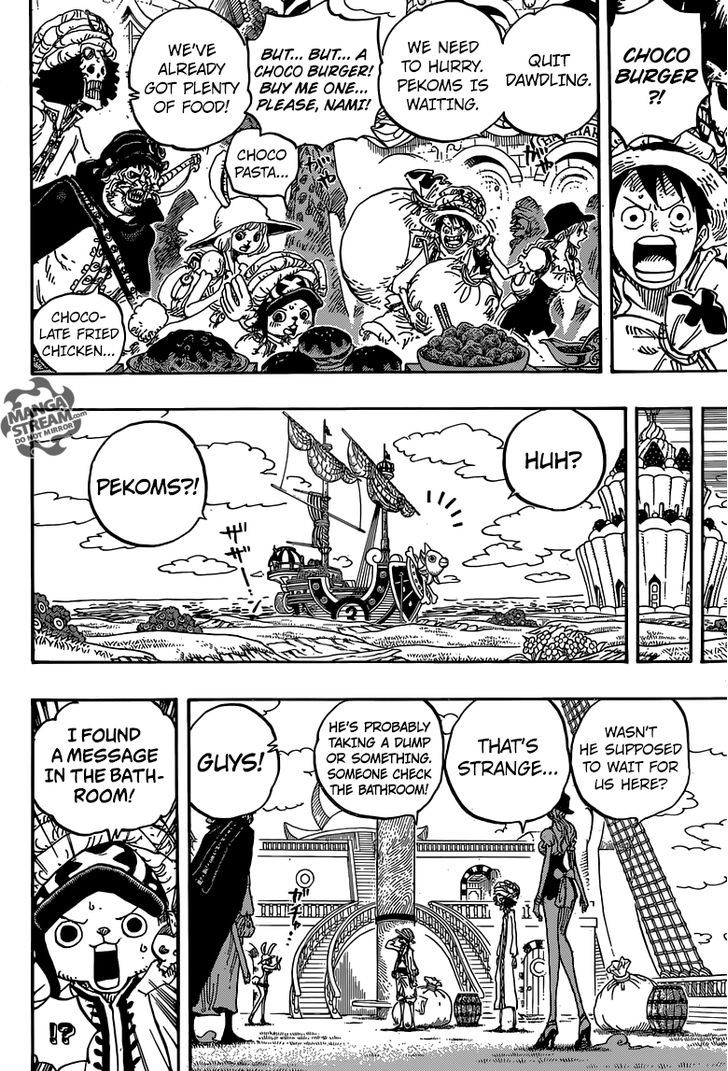 CHOCO
BURGER
?!
QUIT
DAWDLING.
WE NEED
TO HURRY.
PEKOMS IS
WAITING.
BUT... BUT... A
CHOCO BURGER!
BUY ME ONE...
PLEASE, NAMI!
WE'VE
ALREADY
GOT PLENTY
OF FOOD!
CHOCO
PASTA...
CHOCO-
LATE FRIED
CHICKEN...
MANGA
STREAM.com
DO NOT MIRROR
HUH?
PEKOMS?!
WASN'T
HE SUPPOSED
TO WAIT FOR
US HERE?
THAT'S
STRANGE...
HE'S PROBABLY
TAKING A DUMP
OR SOMETHING.
SOMEONE CHECK
THE BATHROOM!
GUYS!
I FOUND
A MESSAGE
IN THE BATH-
ROOM!
!?